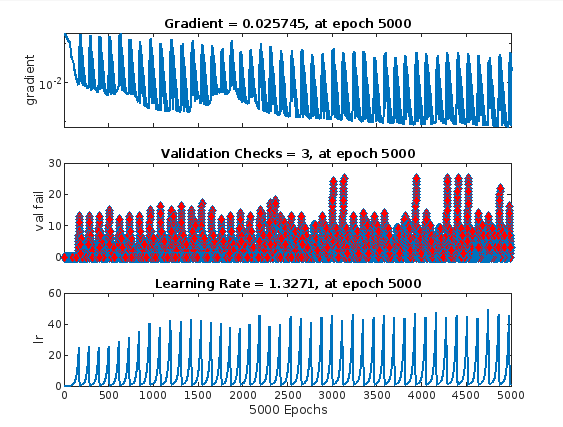 Gradient = 0.025745, at epoch 5000
gradient
10-2
Validation Checks = 3, at epoch 5000
val fail
30
20
10
0
Learning Rate = 1.3271, at epoch 5000
lr
60
40
20
0
0 500 1000 1500 2000 2500 3000 3500 4000 4500 5000
5000 Epochs